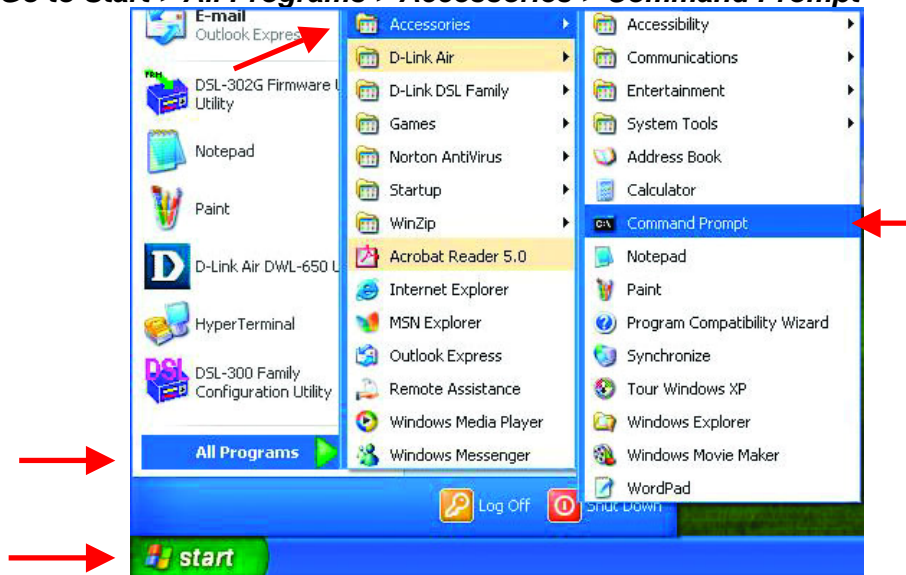 Go to Start > All Programs > Accessories > Command Prompt
E-mail
Outlook Express
DSL-302G Firmware U
Utility
Notepad
Paint
D-Link Air DWL-650 U
HyperTerminal
DSL-300 Family
Configuration Utility
All Programs
Accessories
D-Link Air
D-Link DSL Family
Games
Norton AntiVirus
Startup
WinZip
Acrobat Reader 5.0
Internet Explorer
MSN Explorer
Outlook Express
Remote Assistance
Windows Media Player
Windows Messenger
Accessibility
Communications
Entertainment
System Tools
Address Book
Calculator
C:\ Command Prompt
Notepad
Paint
Program Compatibility Wizard
Synchronize
Tour Windows XP
Windows Explorer
Windows Movie Maker
WordPad
Log Off
Shut Down
start